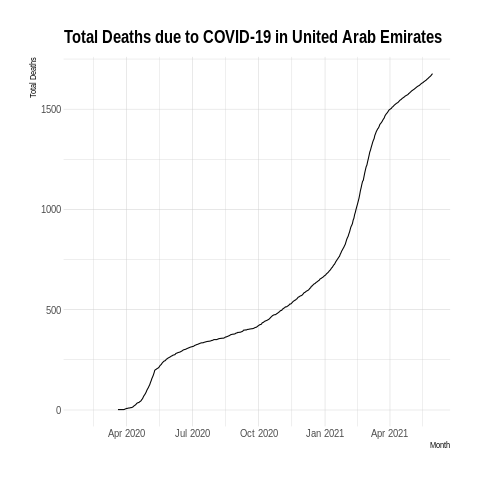 Total Deaths due to COVID-19 in United Arab Emirates
Total Deaths
1500
1000
500
0
Apr 2020 Jul 2020 Oct 2020 Jan 2021 Apr 2021
Month